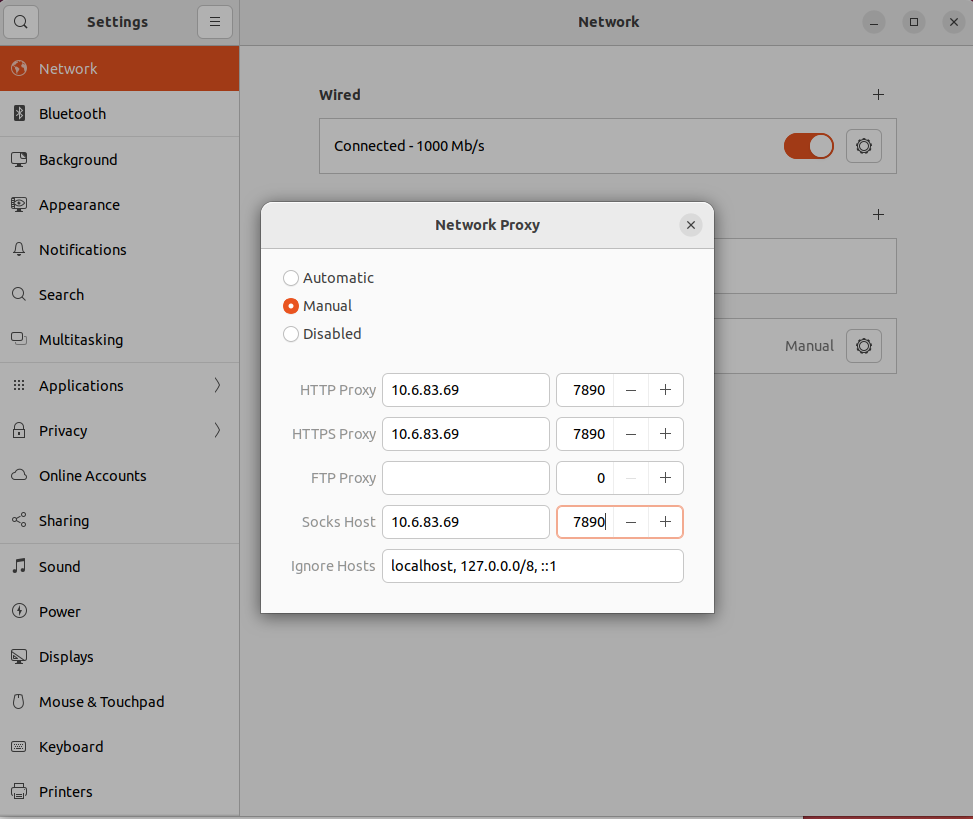 Settings
Network
Network
Bluetooth
Background
Appearance
Notifications
Search
Multitasking
Applications
Privacy
Online Accounts
Sharing
Sound
Power
Displays
Mouse & Touchpad
Keyboard
Printers
Wired
Connected - 1000 Mb/s
Manual
Network Proxy
Automatic
Manual
Disabled
HTTP Proxy 10.6.83.69 7890
HTTPS Proxy 10.6.83.69 7890
FTP Proxy 0
Socks Host 10.6.83.69 7890
Ignore Hosts localhost, 127.0.0.0/8, ::1